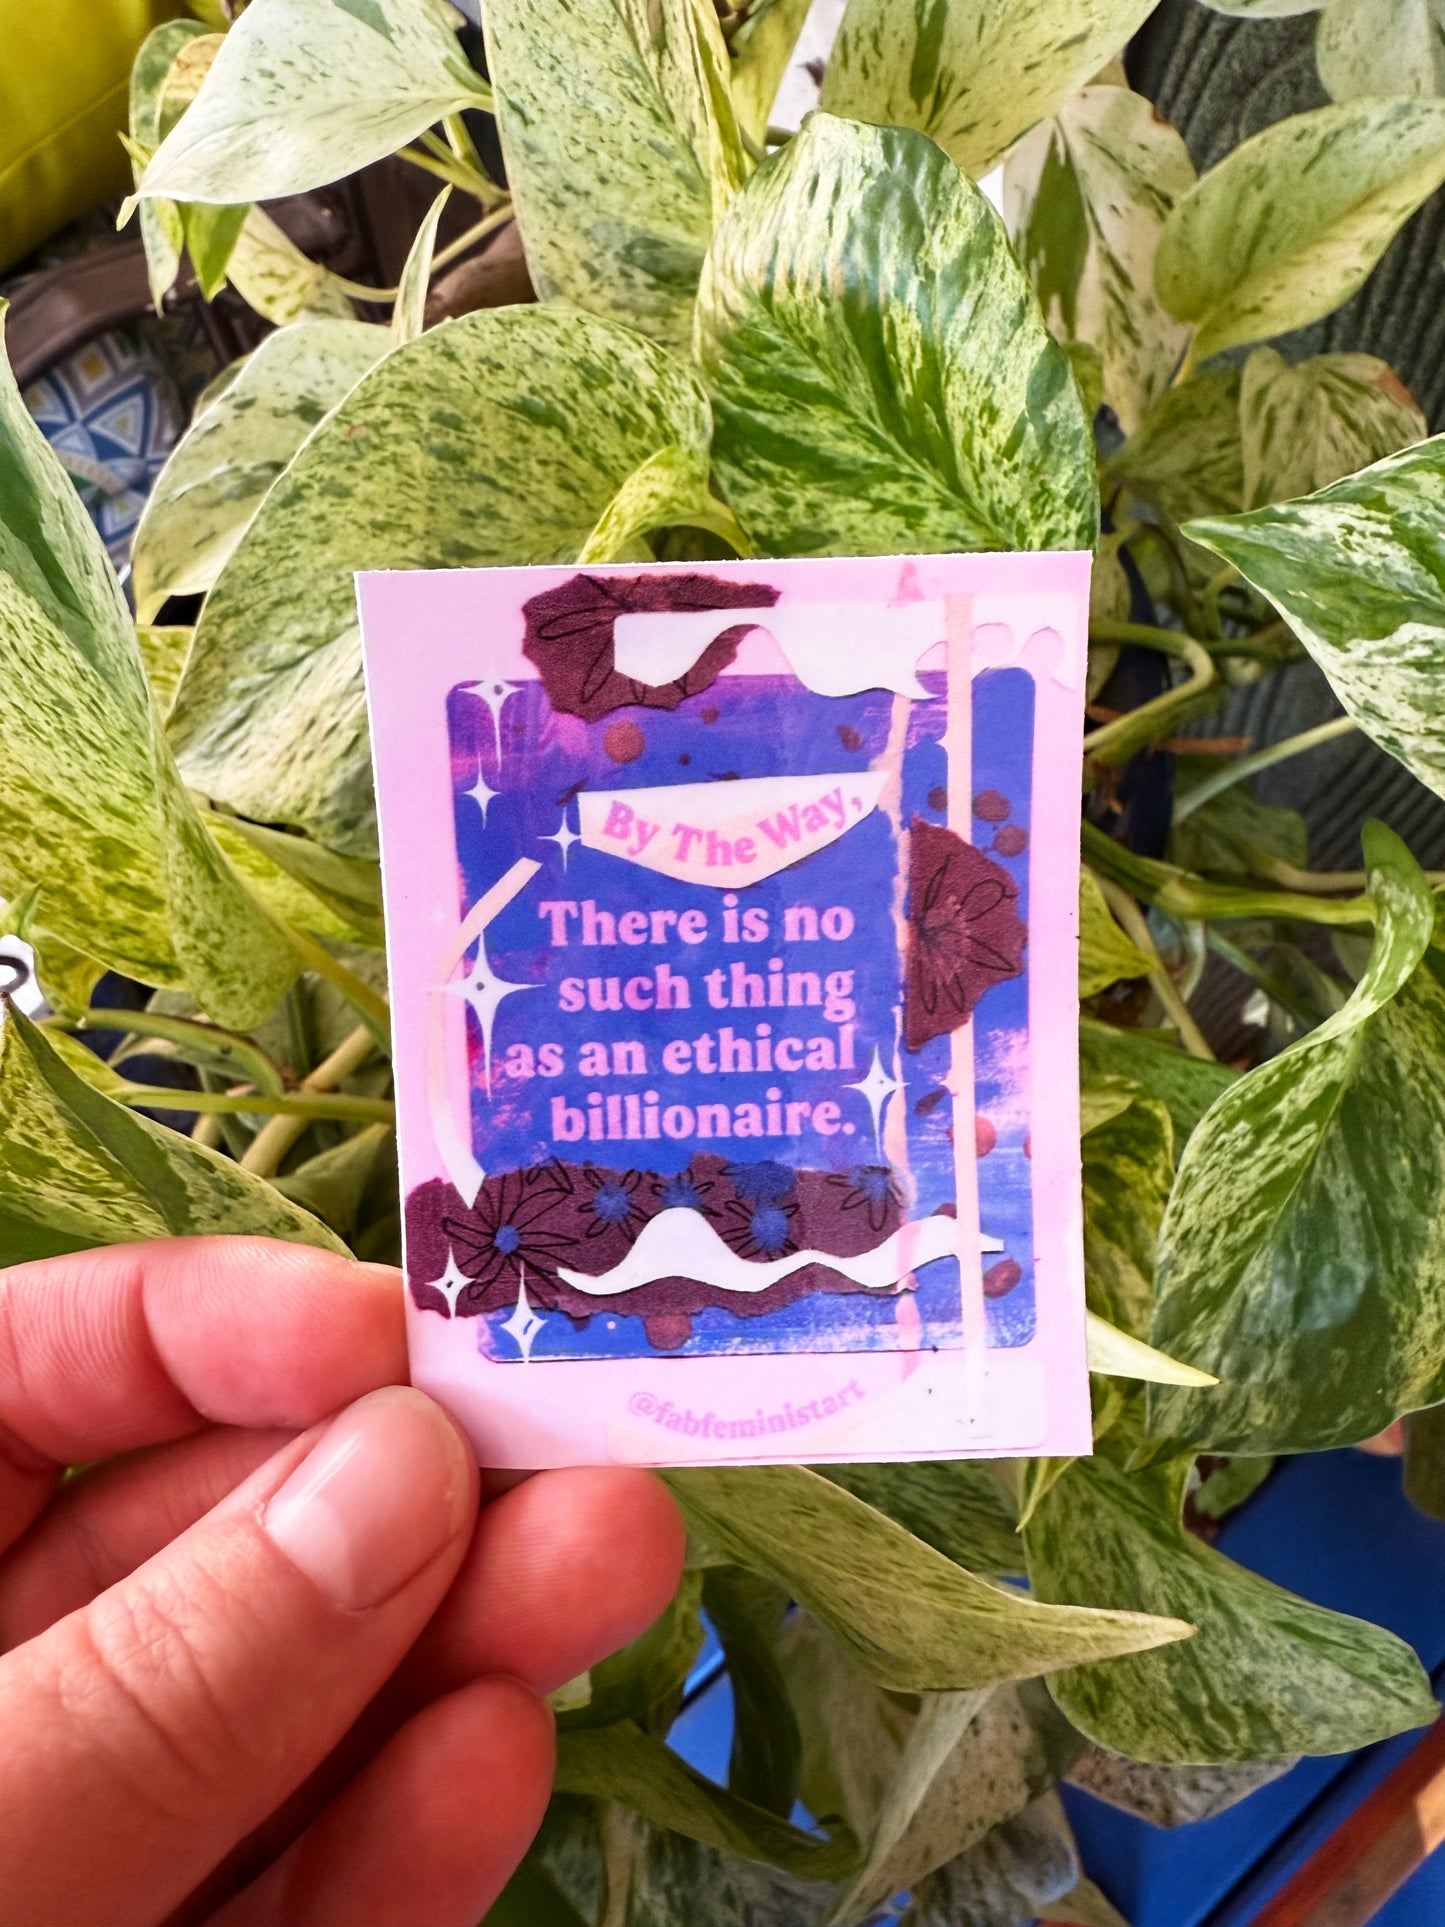 By The Way,
There is no
such thing
as an ethical
billionaire.
@fabfeministart